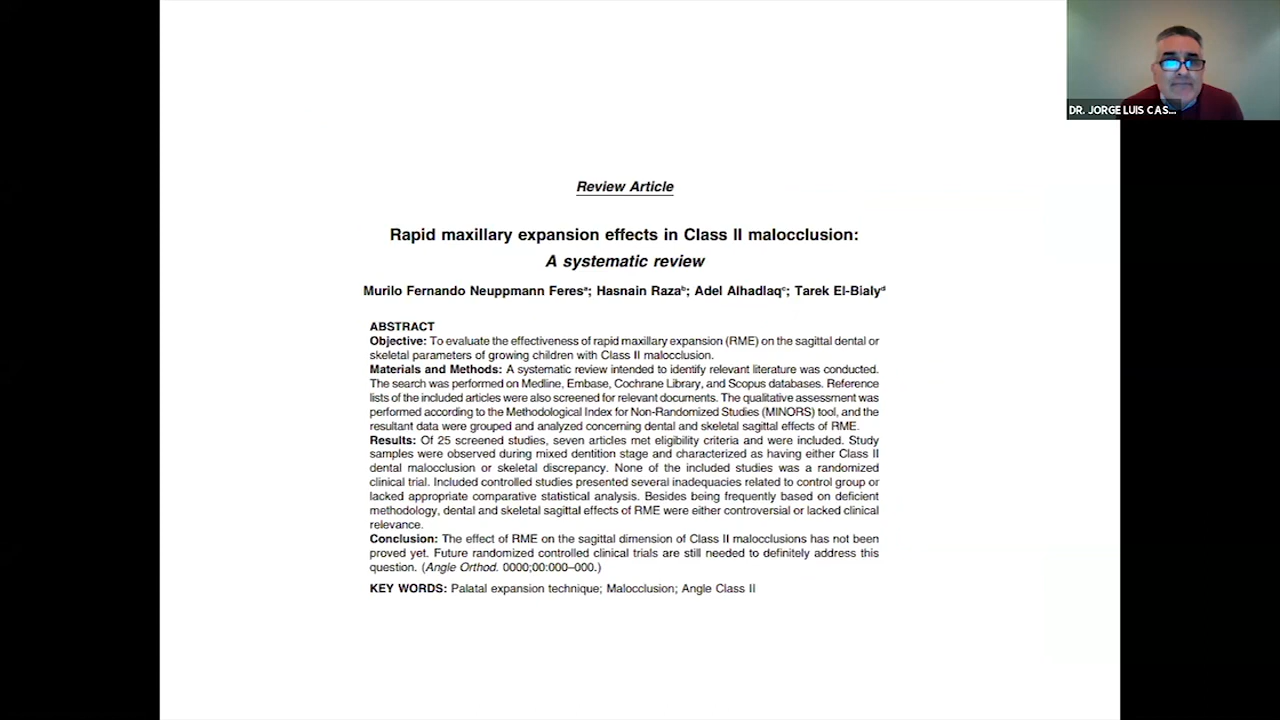 DR. JORGE LUIS CAS...
Review Article
Rapid maxillary expansion effects in Class II malocclusion:
A systematic review
Murilo Fernando Neuppmann Feresᵃ; Hasnain Razaᵇ; Adel Alhadlaqᶜ; Tarek El-Bialyᵈ
ABSTRACT
Objective: To evaluate the effectiveness of rapid maxillary expansion (RME) on the sagittal dental or
skeletal parameters of growing children with Class II malocclusion.
Materials and Methods: A systematic review intended to identify relevant literature was conducted.
The search was performed on Medline, Embase, Cochrane Library, and Scopus databases. Reference
lists of the included articles were also screened for relevant documents. The qualitative assessment was
performed according to the Methodological Index for Non-Randomized Studies (MINORS) tool, and the
resultant data were grouped and analyzed concerning dental and skeletal sagittal effects of RME.
Results: Of 25 screened studies, seven articles met eligibility criteria and were included. Study
samples were observed during mixed dentition stage and characterized as having either Class II
dental malocclusion or skeletal discrepancy. None of the included studies was a randomized
clinical trial. Included controlled studies presented several inadequacies related to control group or
lacked appropriate comparative statistical analysis. Besides being frequently based on deficient
methodology, dental and skeletal sagittal effects of RME were either controversial or lacked clinical
relevance.
Conclusion: The effect of RME on the sagittal dimension of Class II malocclusions has not been
proved yet. Future randomized controlled clinical trials are still needed to definitely address this
question. (Angle Orthod. 0000;00:000–000.)
KEY WORDS: Palatal expansion technique; Malocclusion; Angle Class II